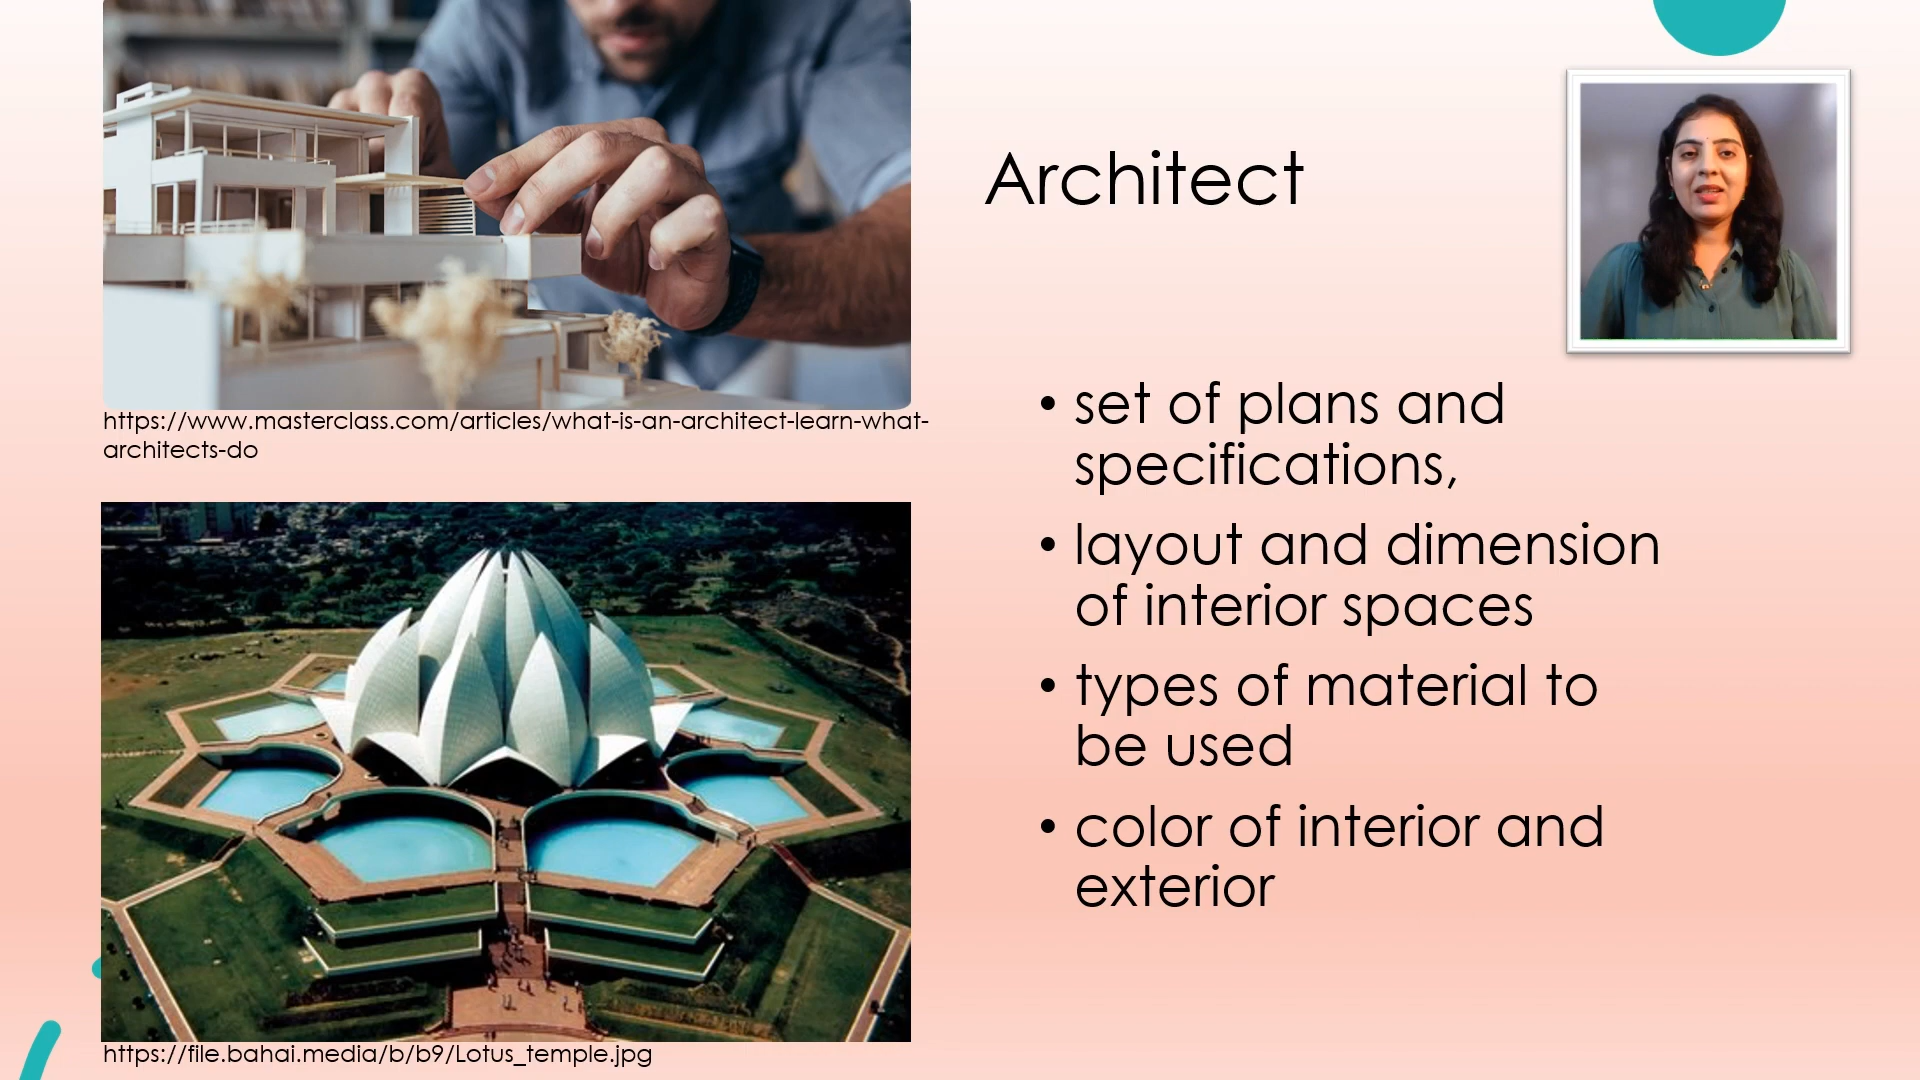 Architect
https://www.masterclass.com/articles/what-is-an-architect-learn-what-
architects-do
• set of plans and
specifications,
• layout and dimension
of interior spaces
• types of material to
be used
• color of interior and
exterior
https://file.bahai.media/b/b9/Lotus_temple.jpg